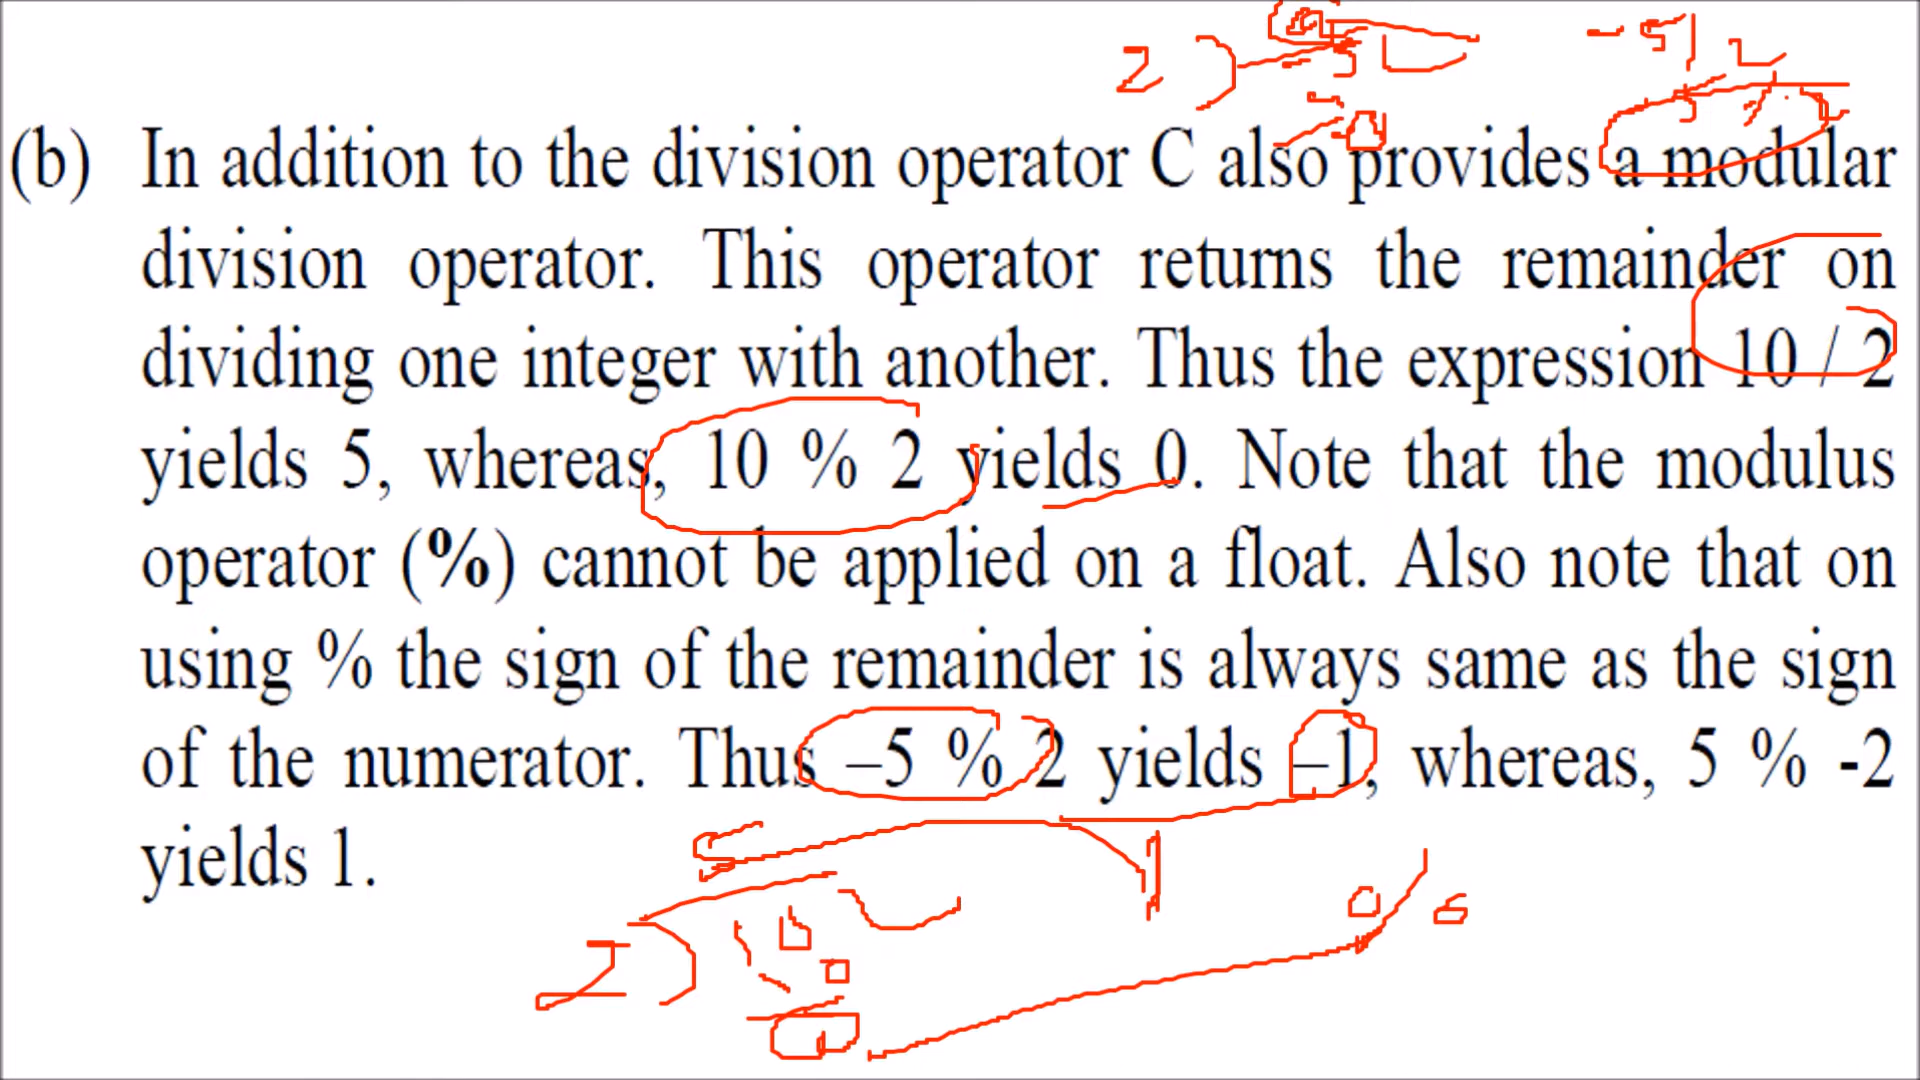 (b) In addition to the division operator C also provides a modular
division operator. This operator returns the remainder on
dividing one integer with another. Thus the expression 10 / 2
yields 5, whereas, 10 % 2 yields 0. Note that the modulus
operator (%) cannot be applied on a float. Also note that on
using % the sign of the remainder is always same as the sign
of the numerator. Thus –5 % 2 yields –1, whereas, 5 % -2
yields 1.